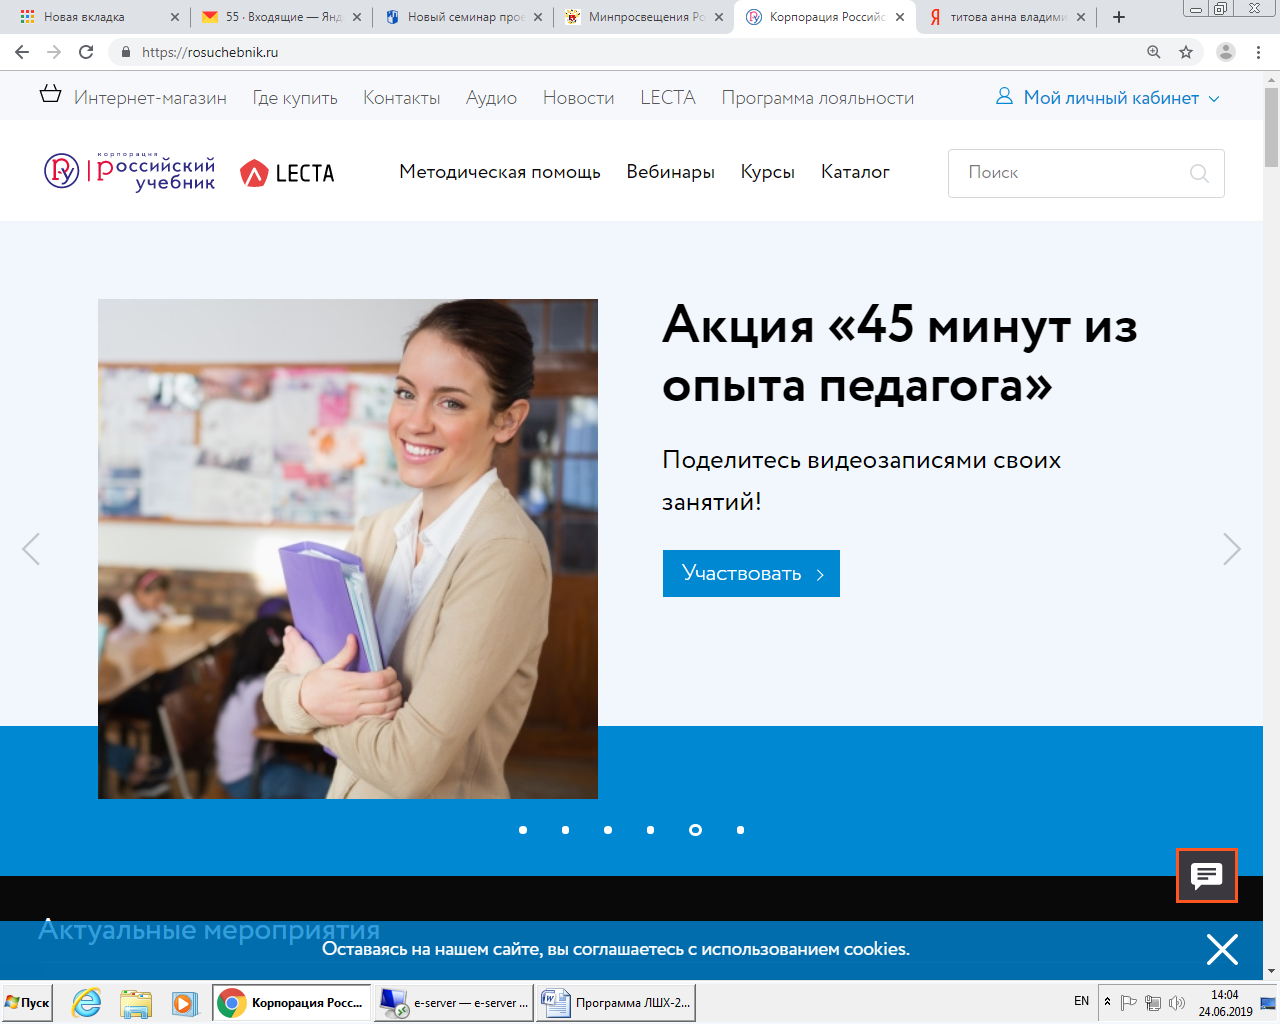 Новая вкладка
55 · Входящие — Янд
Новый семинар прое
Минпросвещения Ро
Корпорация Российс
титова анна владими
https://rosuchebnik.ru
Интернет-магазин
Где купить
Контакты
Аудио
Новости
LECTA
Программа лояльности
Мой личный кабинет
корпорация
российский
учебник
LECTA
Методическая помощь
Вебинары
Курсы
Каталог
Поиск
Акция «45 минут из
опыта педагога»
Поделитесь видеозаписями своих
занятий!
Участвовать
Актуальные мероприятия
Оставаясь на нашем сайте, вы соглашаетесь с использованием cookies.
Пуск
Корпорация Росс...
e-server — e-server ...
Программа ЛШХ-2...
EN
14:04
24.06.2019